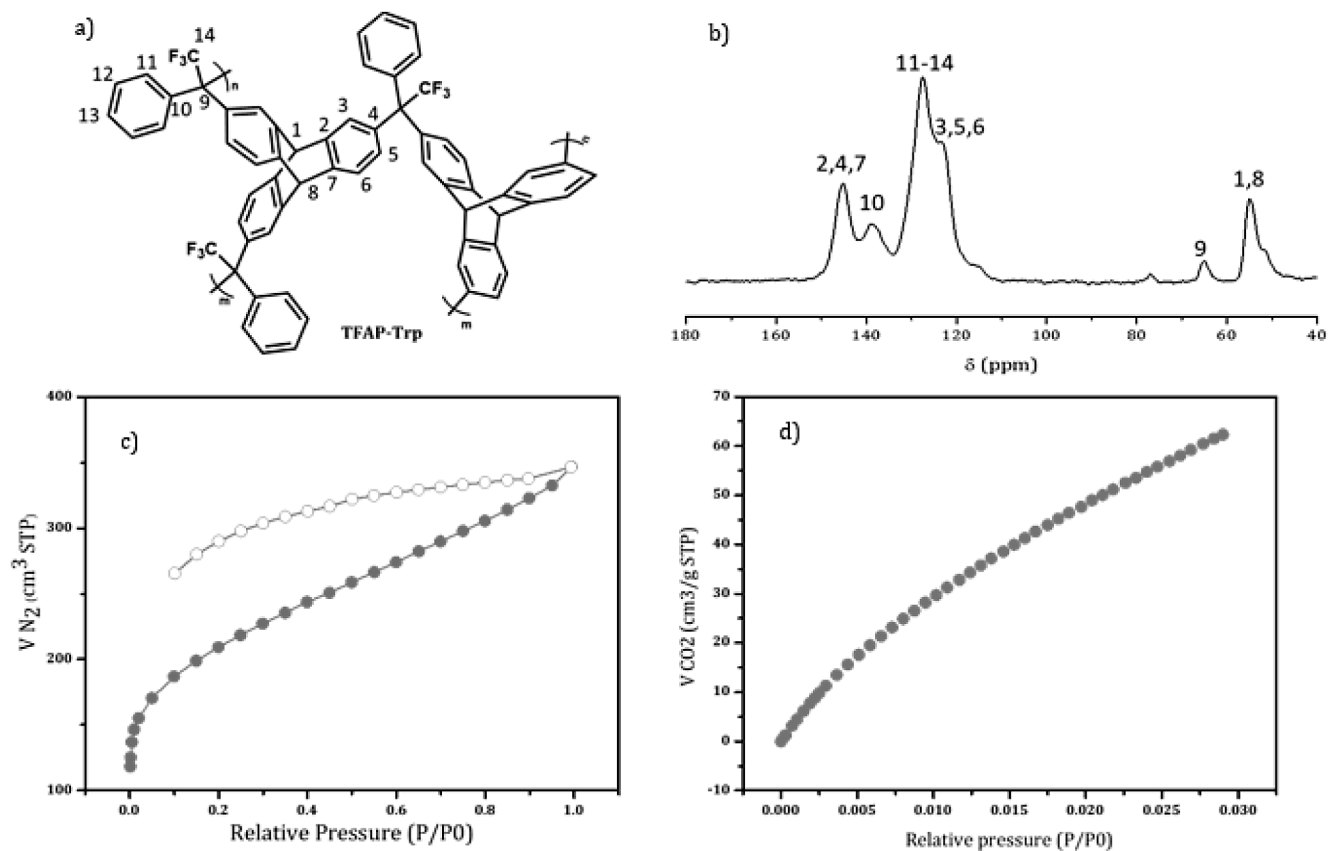 a)
14
F3C
11
12
13
10
9
n
1
2
3
4
5
6
7
8
CF3
n
F3C
m
m
TFAP-Trp
b)
11-14
3,5,6
2,4,7
10
9
1,8
180 160 140 120 100 80 60 40
δ (ppm)
c)
400
300
200
100
V N2 (cm3 STP)
0.0 0.2 0.4 0.6 0.8 1.0
Relative Pressure (P/P0)
d)
70
60
50
40
30
20
10
0
-10
V CO2 (cm3/g STP)
0.000 0.005 0.010 0.015 0.020 0.025 0.030
Relative pressure (P/P0)